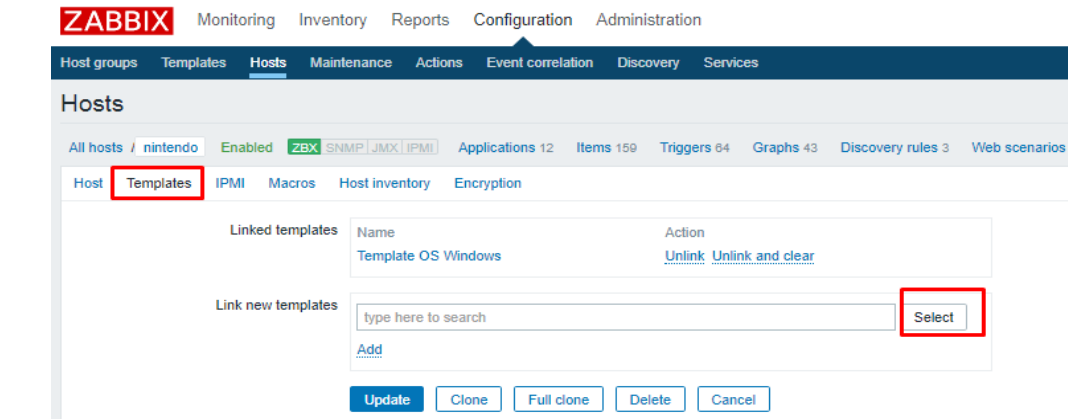 ZABBIX Monitoring Inventory Reports Configuration Administration
Host groups Templates Hosts Maintenance Actions Event correlation Discovery Services
Hosts
All hosts / nintendo Enabled ZBX SNMP JMX IPMI Applications 12 Items 159 Triggers 64 Graphs 43 Discovery rules 3 Web scenarios
Host Templates IPMI Macros Host inventory Encryption
Linked templates Name Action
Template OS Windows Unlink Unlink and clear
Link new templates type here to search Select
Add
Update Clone Full clone Delete Cancel